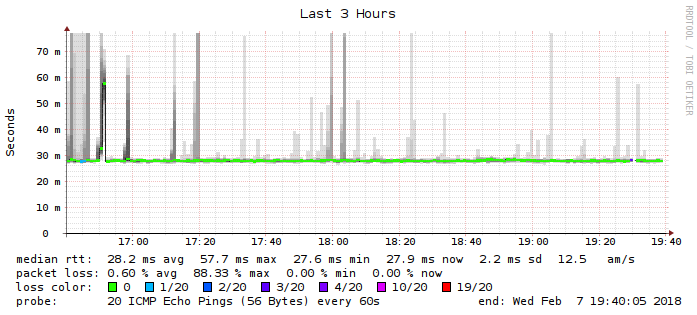 Last 3 Hours
RRDTOOL / TOBI OETIKER
Seconds
70 m
60 m
50 m
40 m
30 m
20 m
10 m
0
17:00 17:20 17:40 18:00 18:20 18:40 19:00 19:20 19:40
median rtt: 28.2 ms avg 57.7 ms max 27.6 ms min 27.9 ms now 2.2 ms sd 12.5 am/s
packet loss: 0.60 % avg 88.33 % max 0.00 % min 0.00 % now
loss color: 0 1/20 2/20 3/20 4/20 10/20 19/20
probe: 20 ICMP Echo Pings (56 Bytes) every 60s end: Wed Feb 7 19:40:05 2018